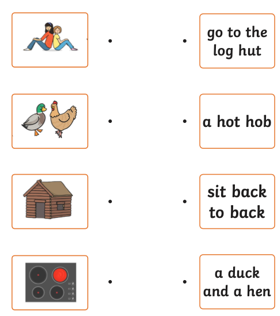 go to the
log hut
a hot hob
sit back
to back
a duck
and a hen